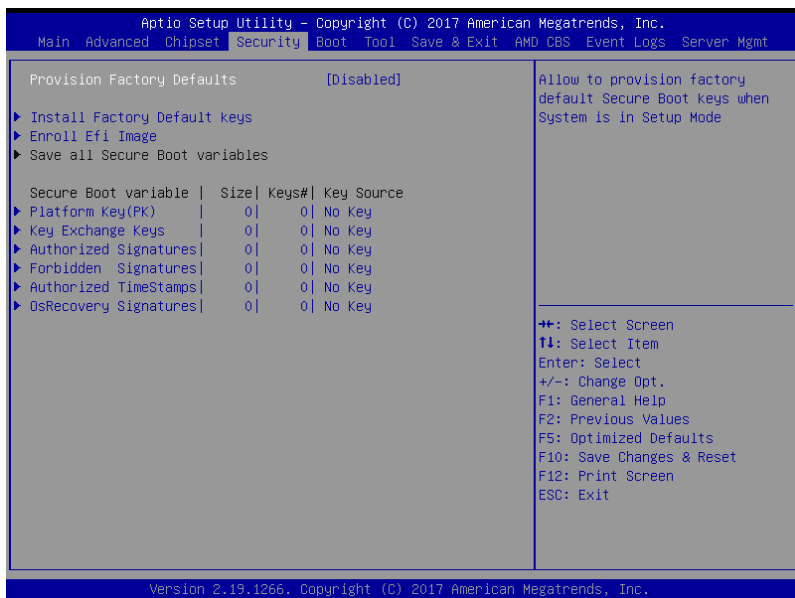 Aptio Setup Utility – Copyright (C) 2017 American Megatrends, Inc.
Main Advanced Chipset Security Boot Tool Save & Exit AMD CBS Event Logs Server Mgmt
Provision Factory Defaults [Disabled]
▶ Install Factory Default keys
▶ Enroll Efi Image
▶ Save all Secure Boot variables
Secure Boot variable | Size| Keys#| Key Source
▶ Platform Key(PK) | 0| 0| No Key
▶ Key Exchange Keys | 0| 0| No Key
▶ Authorized Signatures| 0| 0| No Key
▶ Forbidden Signatures| 0| 0| No Key
▶ Authorized TimeStamps| 0| 0| No Key
▶ OsRecovery Signatures| 0| 0| No Key
Allow to provision factory
default Secure Boot keys when
System is in Setup Mode
→←: Select Screen
↑↓: Select Item
Enter: Select
+/-: Change Opt.
F1: General Help
F2: Previous Values
F5: Optimized Defaults
F10: Save Changes & Reset
F12: Print Screen
ESC: Exit
Version 2.19.1266. Copyright (C) 2017 American Megatrends, Inc.